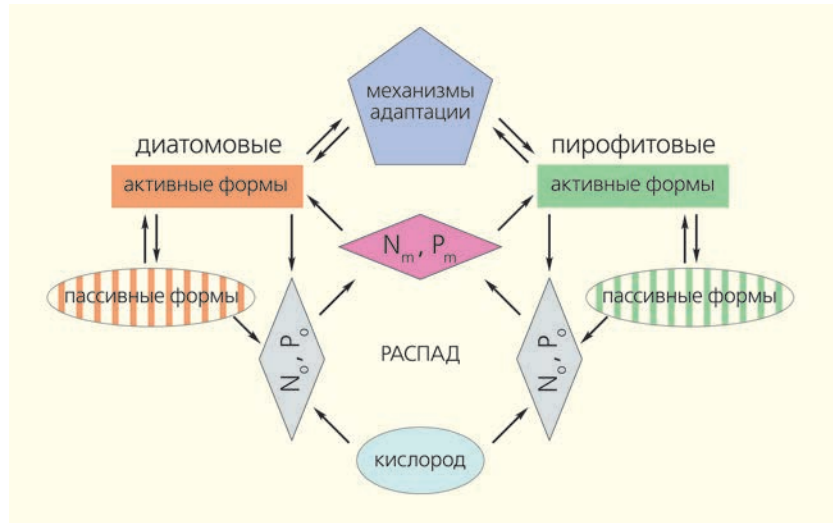 механизмы
адаптации
диатомовые
пирофитовые
активные формы
активные формы
Nm, Pm
пассивные формы
пассивные формы
No, Po
РАСПАД
No, Po
кислород